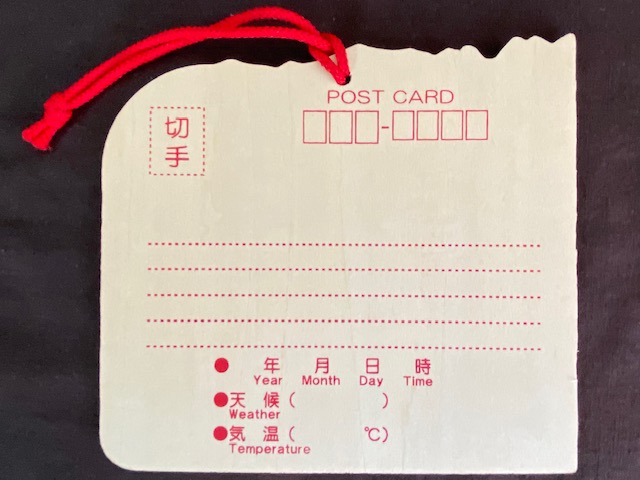 POST CARD
切
手
-
● 年 月 日 時
Year Month Day Time
●天 候( )
Weather
●気 温( ℃)
Temperature